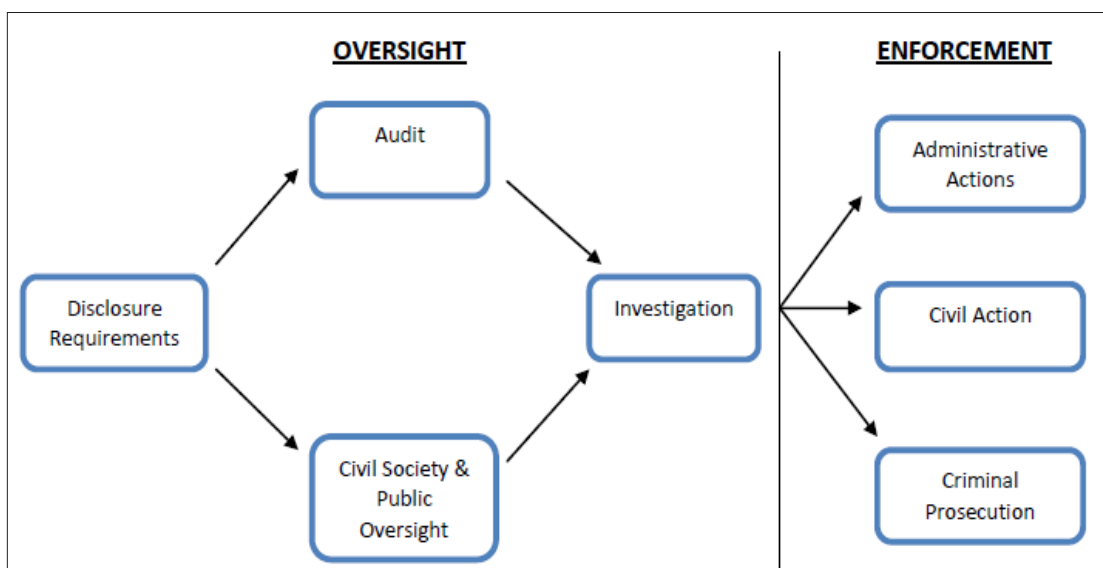 OVERSIGHT
ENFORCEMENT
Audit
Administrative
Actions
Disclosure
Requirements
Investigation
Civil Action
Civil Society &
Public
Oversight
Criminal
Prosecution